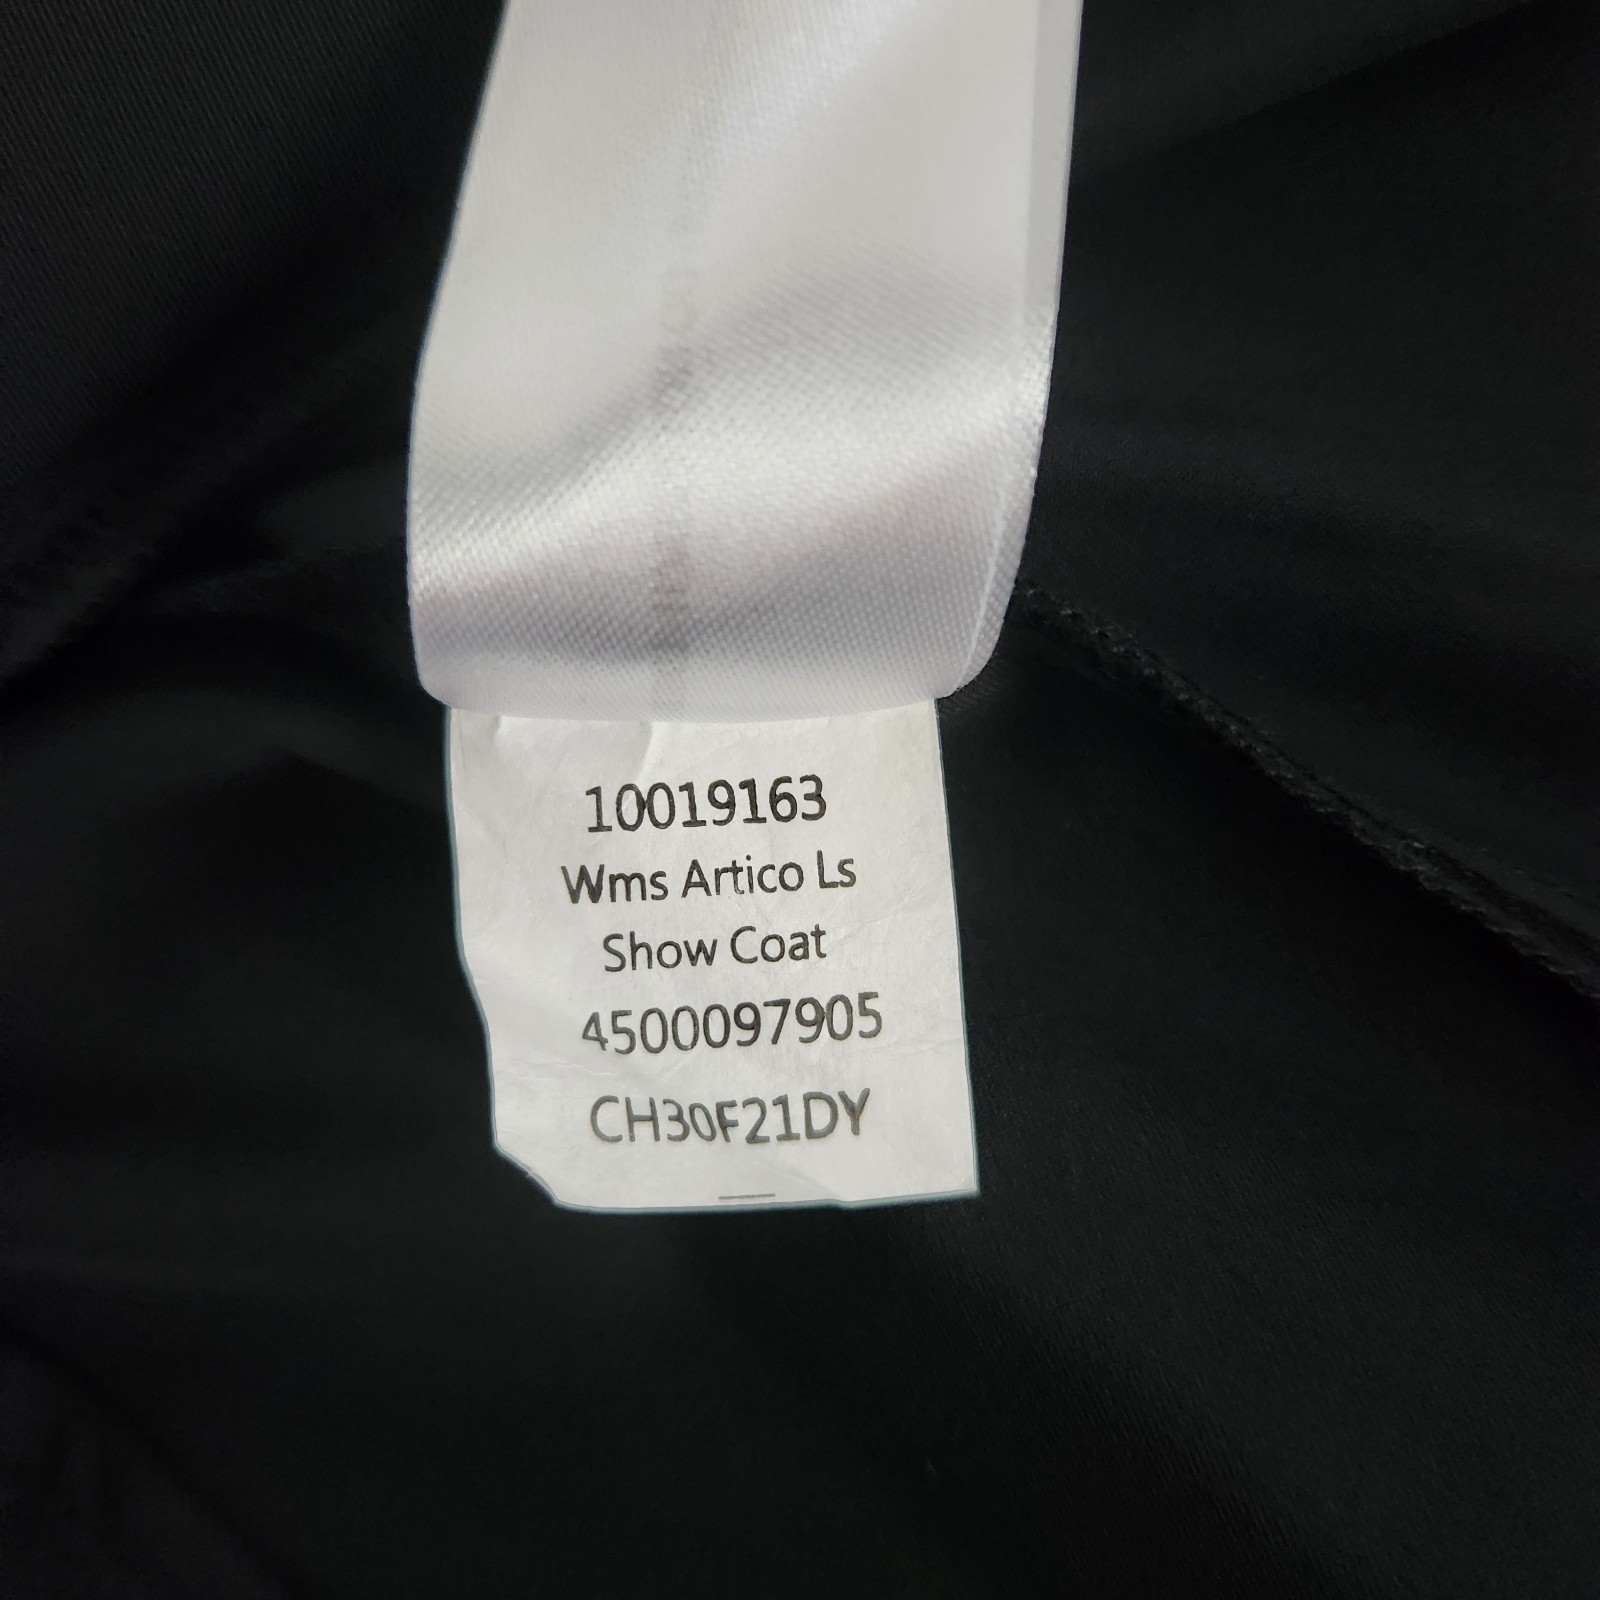 10019163
Wms Artico Ls
Show Coat
4500097905
CH30F21DY